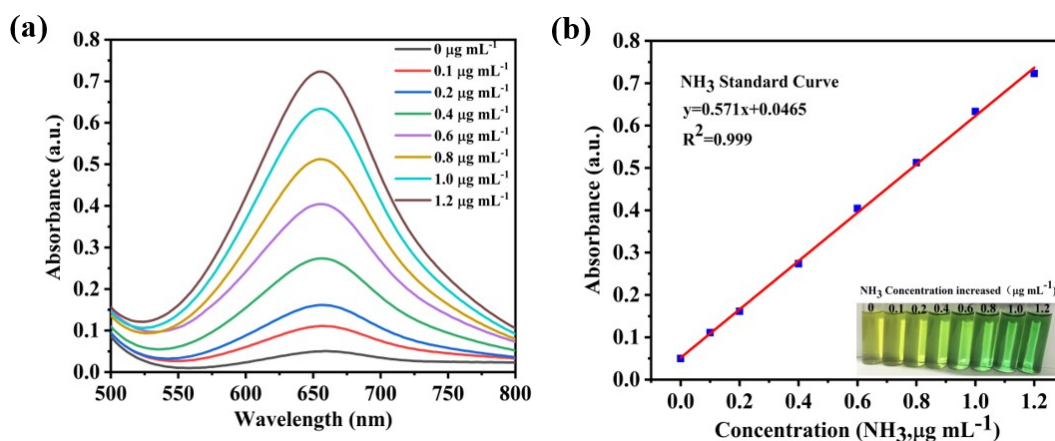 (a)
0.8
0.7
0.6
0.5
0.4
0.3
0.2
0.1
0.0
Absorbance (a.u.)
500
550
600
650
700
750
800
Wavelength (nm)
0 μg mL⁻¹
0.1 μg mL⁻¹
0.2 μg mL⁻¹
0.4 μg mL⁻¹
0.6 μg mL⁻¹
0.8 μg mL⁻¹
1.0 μg mL⁻¹
1.2 μg mL⁻¹
(b)
0.8
0.7
0.6
0.5
0.4
0.3
0.2
0.1
0.0
Absorbance (a.u.)
NH₃ Standard Curve
y=0.571x+0.0465
R²=0.999
NH₃ Concentration increased (μg mL⁻¹)
0 0.1 0.2 0.4 0.6 0.8 1.0 1.2
0.0
0.2
0.4
0.6
0.8
1.0
1.2
Concentration (NH₃,μg mL⁻¹)